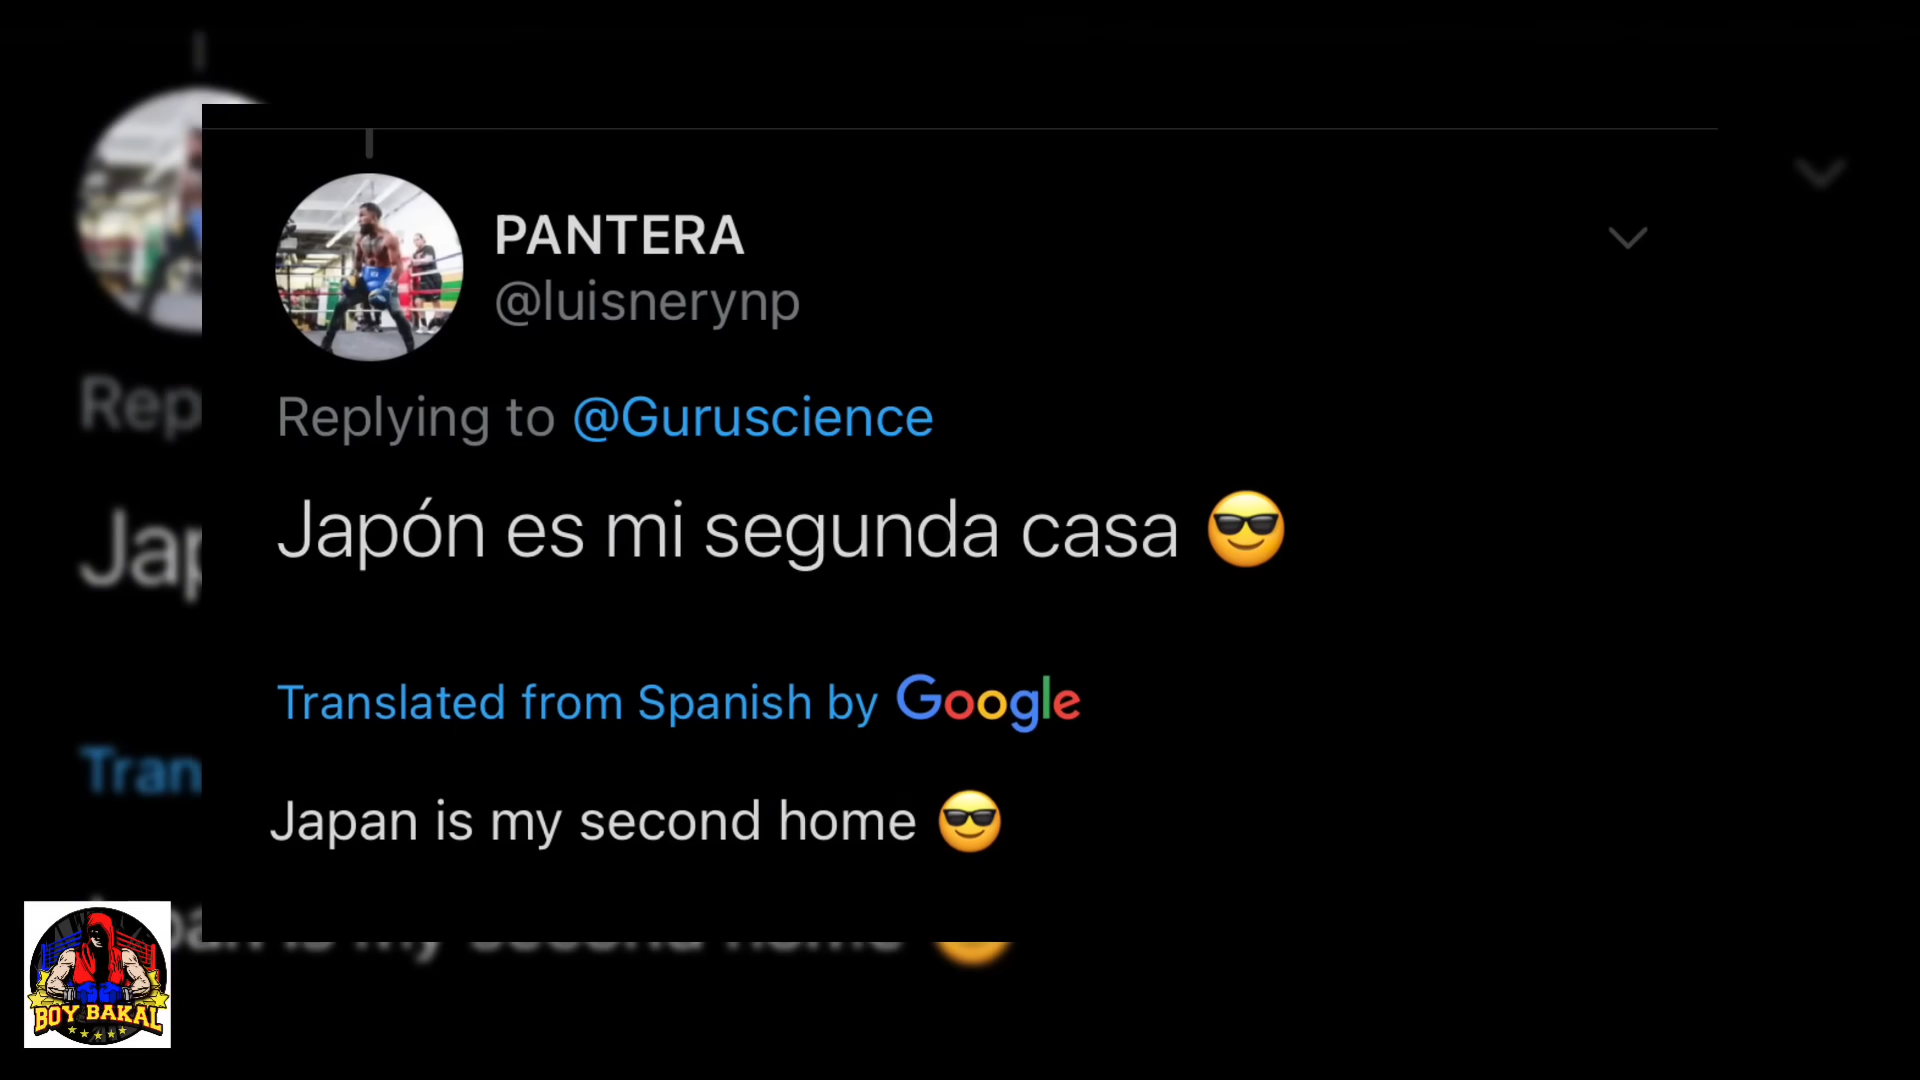 PANTERA
@luisnerynp
Replying to @Guruscience
Japón es mi segunda casa 😎
Translated from Spanish by Google
Japan is my second home 😎
BOY BAKAL